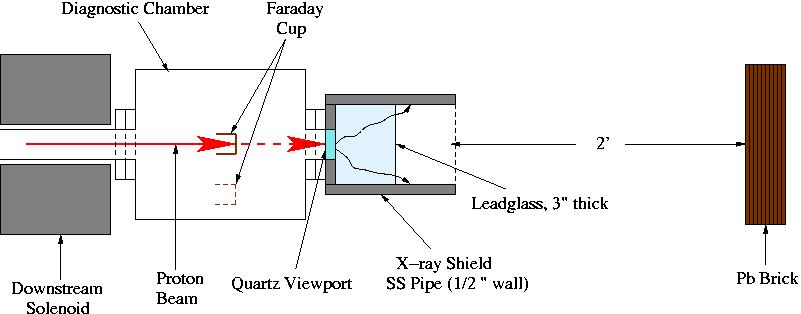 Diagnostic Chamber
Faraday
Cup
2'
Leadglass, 3" thick
X-ray Shield
SS Pipe (1/2 " wall)
Quartz Viewport
Proton
Beam
Downstream
Solenoid
Pb Brick